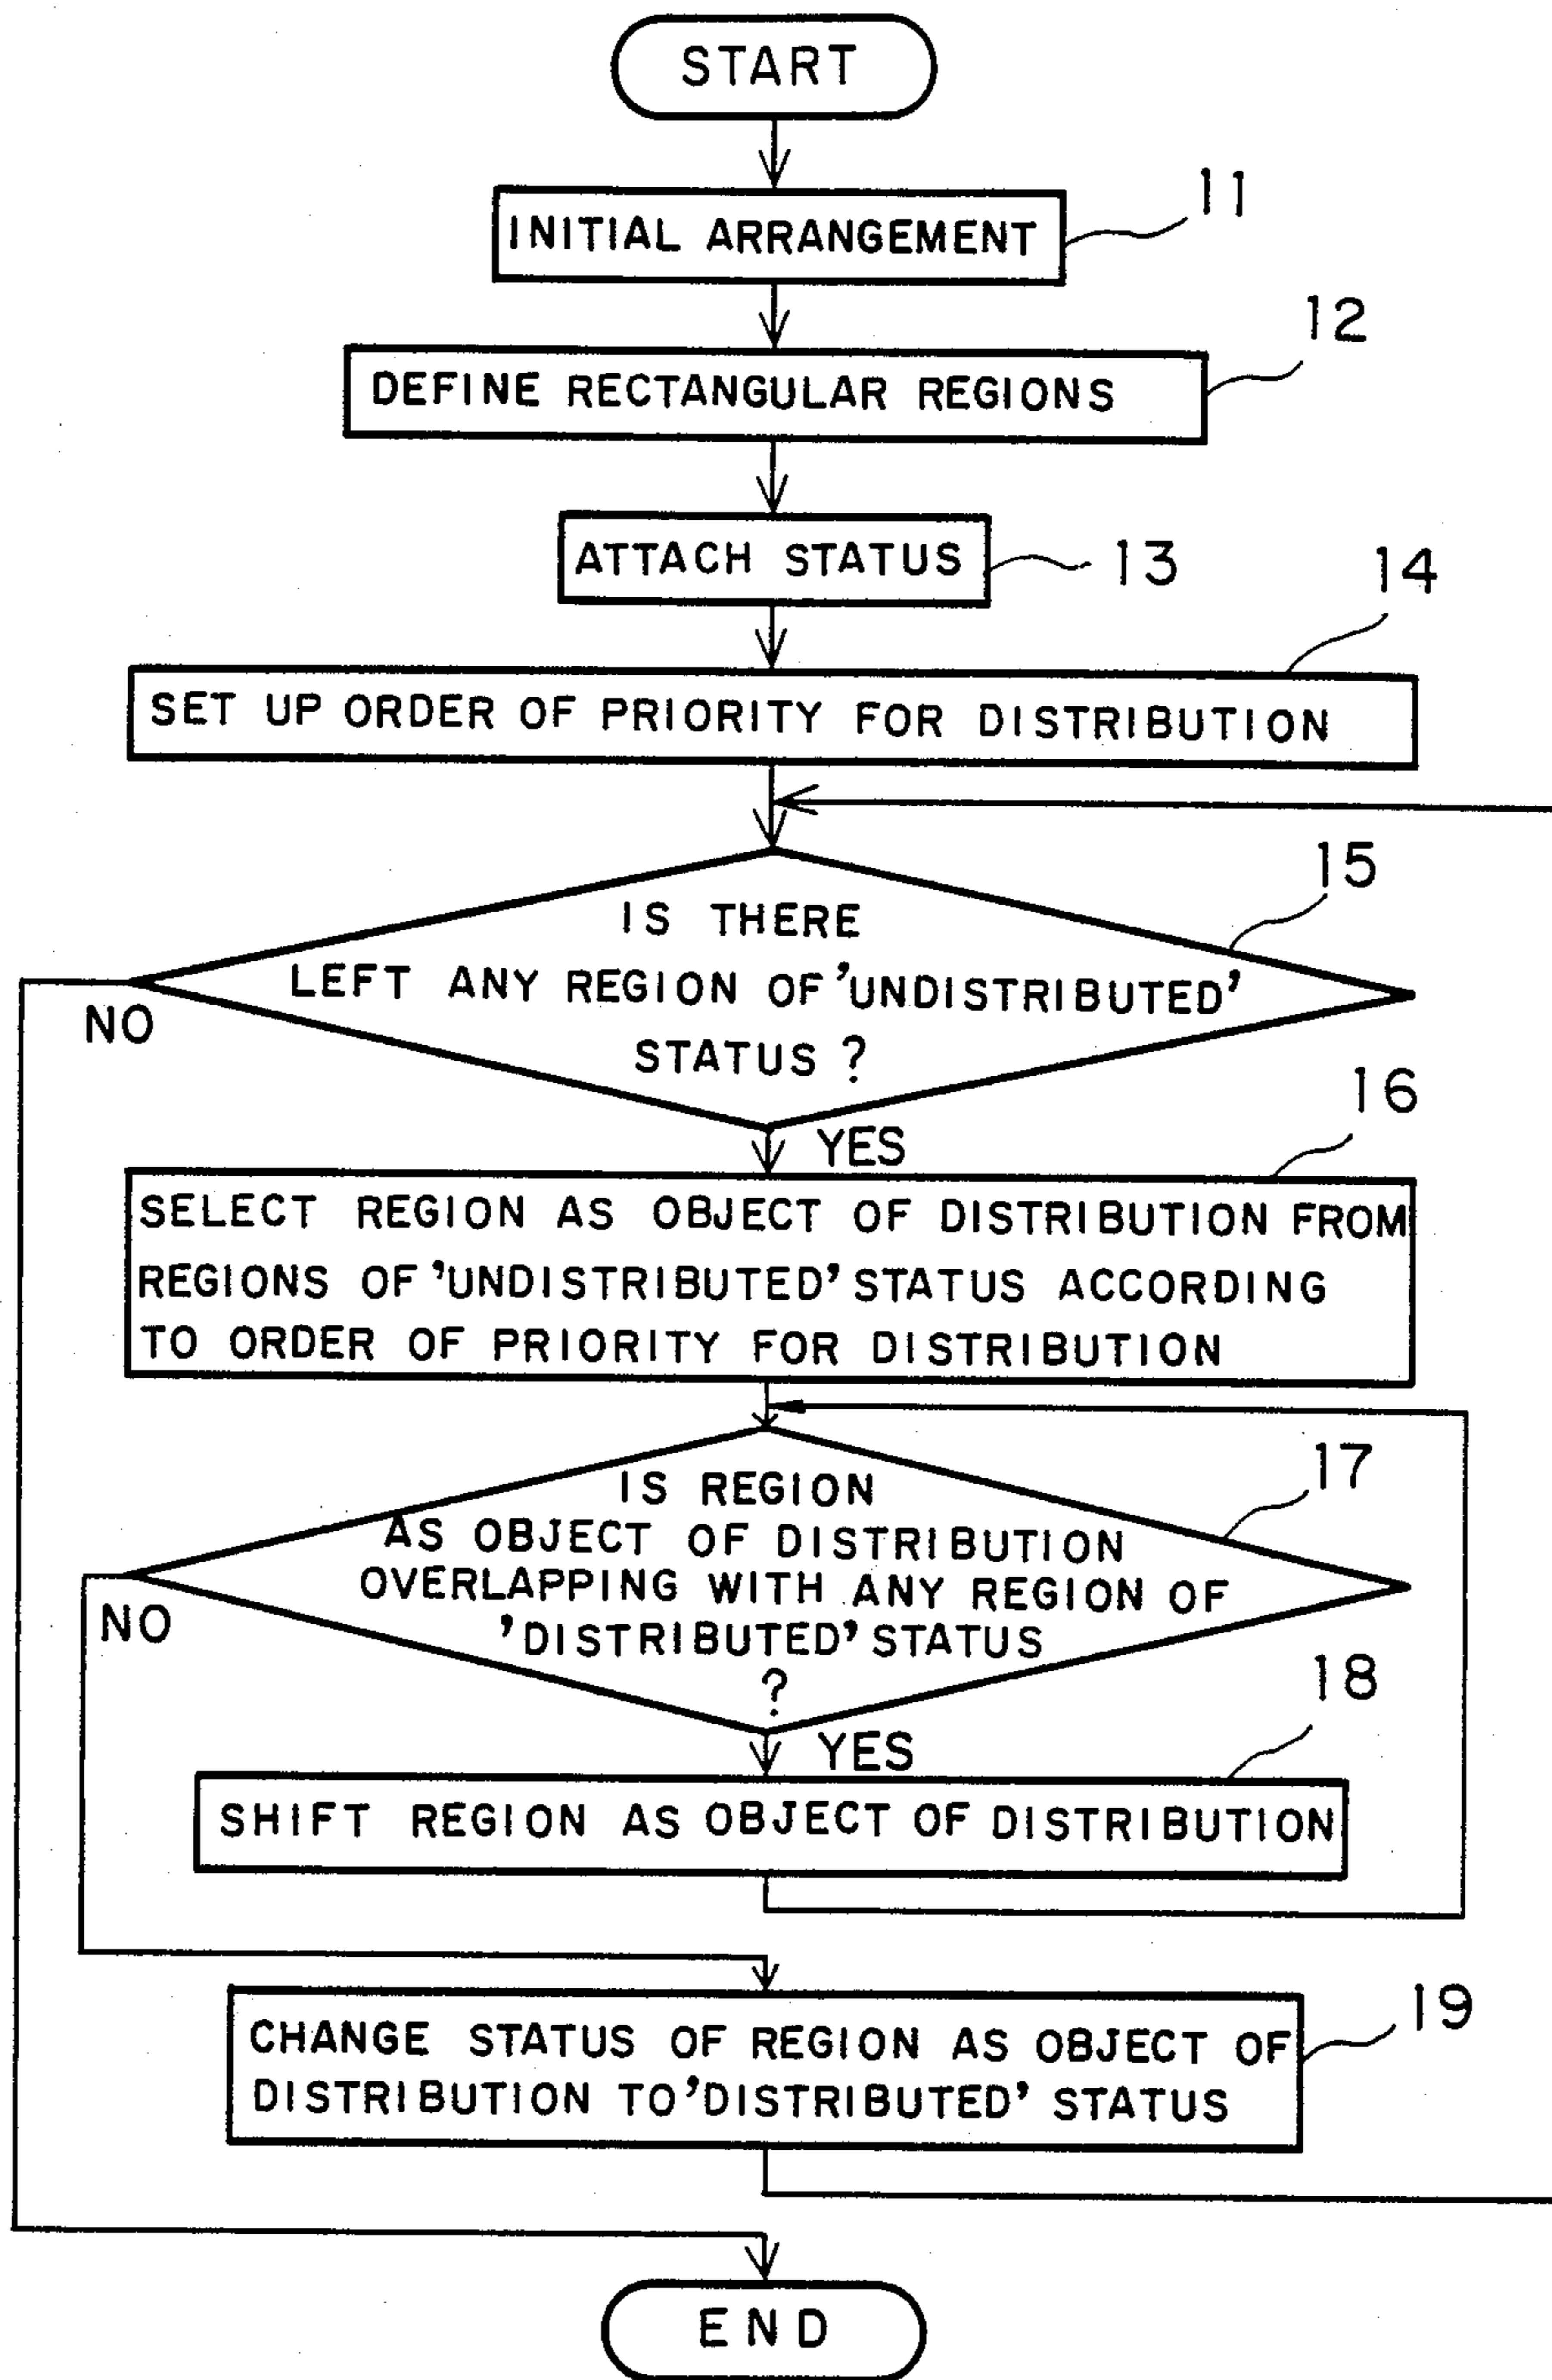 START
INITIAL ARRANGEMENT
11
DEFINE RECTANGULAR REGIONS
12
ATTACH STATUS
13
14
SET UP ORDER OF PRIORITY FOR DISTRIBUTION
15
IS THERE
LEFT ANY REGION OF 'UNDISTRIBUTED'
STATUS ?
NO
YES
16
SELECT REGION AS OBJECT OF DISTRIBUTION FROM
REGIONS OF 'UNDISTRIBUTED' STATUS ACCORDING
TO ORDER OF PRIORITY FOR DISTRIBUTION
17
IS REGION
AS OBJECT OF DISTRIBUTION
OVERLAPPING WITH ANY REGION OF
'DISTRIBUTED' STATUS
?
NO
YES
18
SHIFT REGION AS OBJECT OF DISTRIBUTION
19
CHANGE STATUS OF REGION AS OBJECT OF
DISTRIBUTION TO 'DISTRIBUTED' STATUS
END